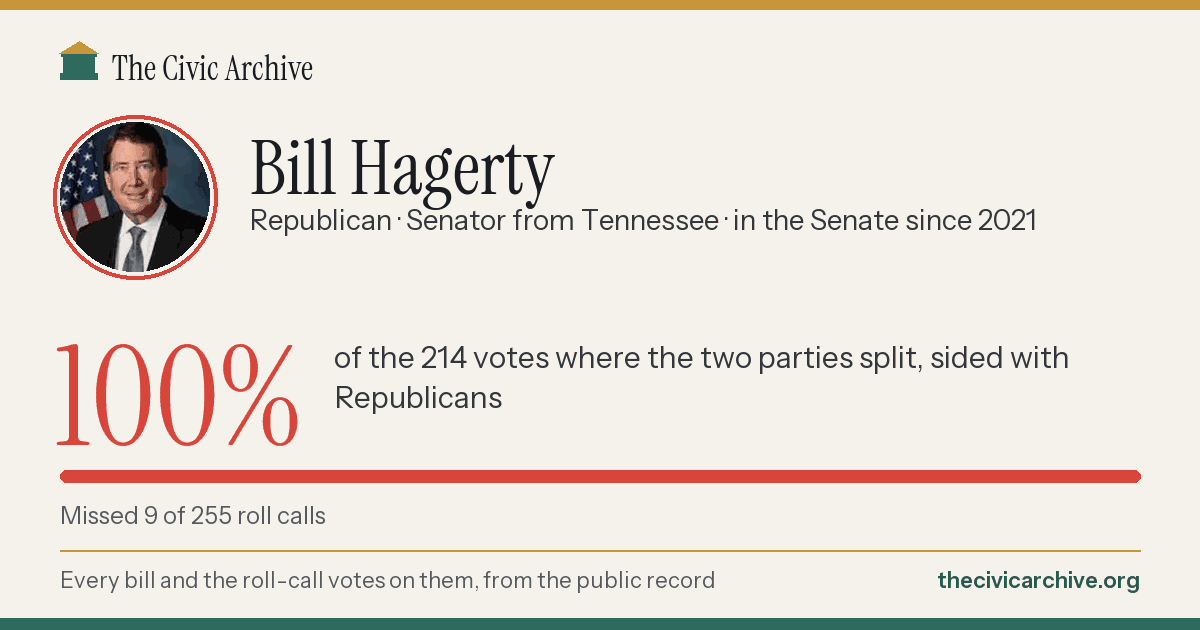 The Civic Archive
Bill Hagerty
Republican · Senator from Tennessee · in the Senate since 2021
100%
of the 214 votes where the two parties split, sided with
Republicans
Missed 9 of 255 roll calls
Every bill and the roll-call votes on them, from the public record
thecivicarchive.org